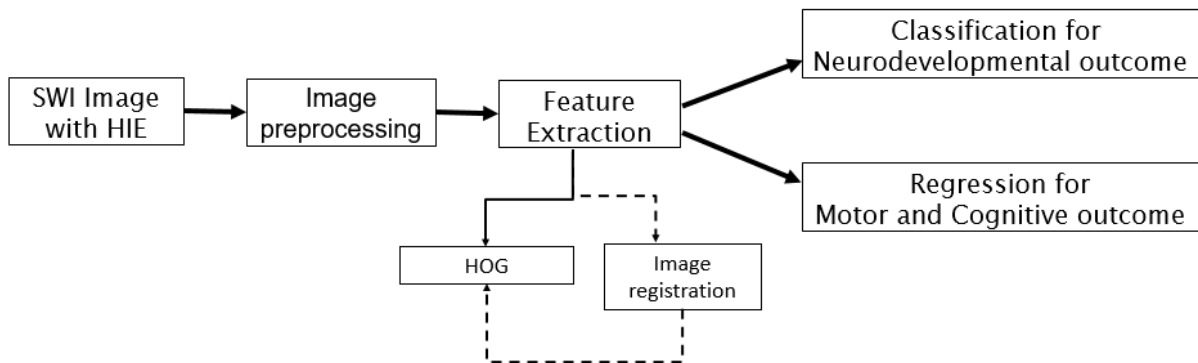 SWI Image
with HIE
Image
preprocessing
Feature
Extraction
Classification for
Neurodevelopmental outcome
Regression for
Motor and Cognitive outcome
HOG
Image
registration